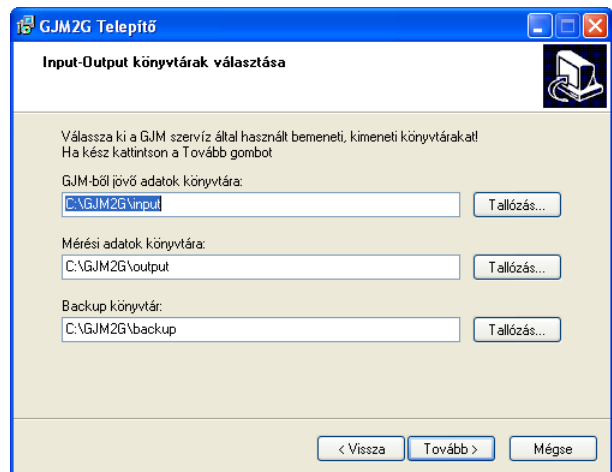 GJM2G Telepítő
Input-Output könyvtárak választása
Válassza ki a GJM szervíz által használt bemeneti, kimeneti könyvtárakat!
Ha kész kattintson a Tovább gombot
GJM-ből jövő adatok könyvtára:
C:\GJM2G\input
Tallózás...
Mérési adatok könyvtára:
C:\GJM2G\output
Tallózás...
Backup könyvtár:
C:\GJM2G\backup
Tallózás...
< Vissza Tovább > Mégse